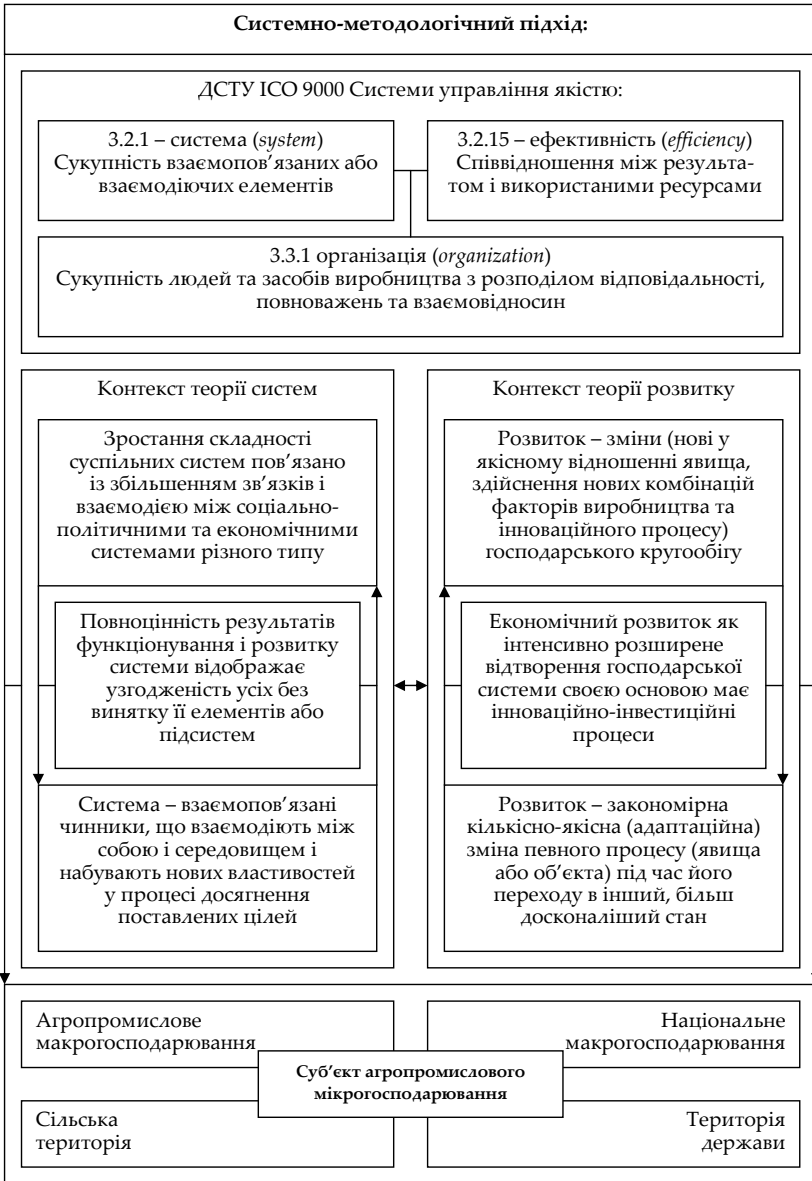 Системно-методологічний підхід:
ДСТУ ІСО 9000 Системи управління якістю:
3.2.1 – система (system)
Сукупність взаємопов’язаних або
взаємодіючих елементів
3.2.15 – ефективність (efficiency)
Співвідношення між результа-
том і використаними ресурсами
3.3.1 організація (organization)
Сукупність людей та засобів виробництва з розподілом відповідальності,
повноважень та взаємовідносин
Контекст теорії систем
Зростання складності
суспільних систем пов’язано
із збільшенням зв’язків і
взаємодією між соціально-
політичними та економічними
системами різного типу
Повноцінність результатів
функціонування і розвитку
системи відображає
узгодженість усіх без
винятку її елементів або
підсистем
Система – взаємопов’язані
чинники, що взаємодіють між
собою і середовищем і
набувають нових властивостей
у процесі досягнення
поставлених цілей
Контекст теорії розвитку
Розвиток – зміни (нові у
якісному відношенні явища,
здійснення нових комбінацій
факторів виробництва та
інноваційного процесу)
господарського кругообігу
Економічний розвиток як
інтенсивно розширене
відтворення господарської
системи своєю основою має
інноваційно-інвестиційні
процеси
Розвиток – закономірна
кількісно-якісна (адаптаційна)
зміна певного процесу (явища
або об’єкта) під час його
переходу в інший, більш
досконаліший стан
Агропромислове
макрогосподарювання
Національне
макрогосподарювання
Суб’єкт агропромислового
мікрогосподарювання
Сільська
територія
Територія
держави